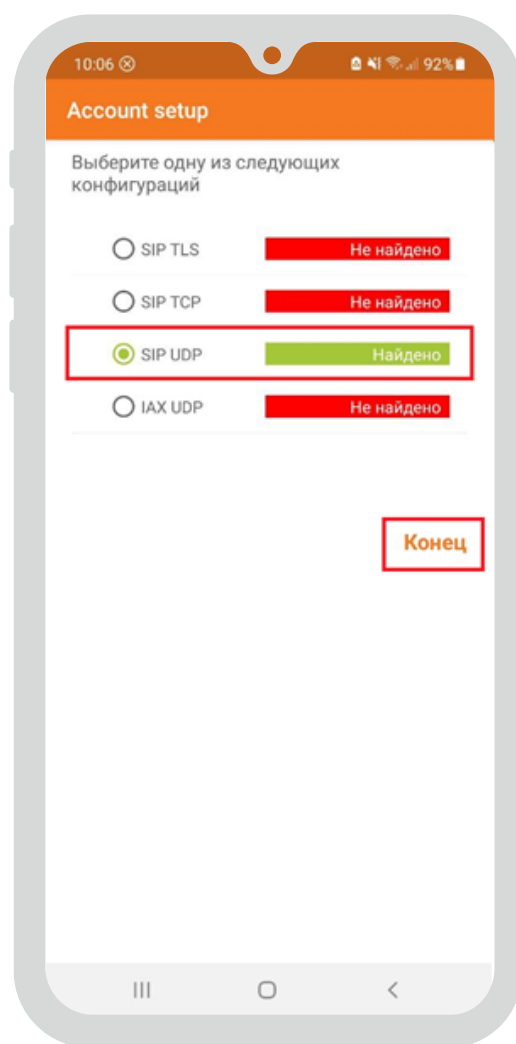 10:06
92%
Account setup
Выберите одну из следующих
конфигураций
SIP TLS Не найдено
SIP TCP Не найдено
SIP UDP Найдено
IAX UDP Не найдено
Конец